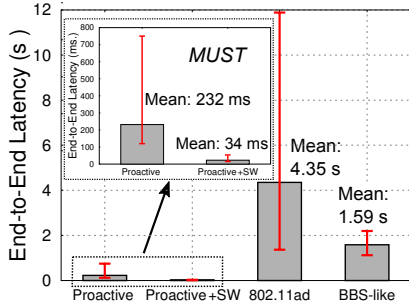 End-to-End Latency (s)
12
10
8
6
4
2
0
End-to-End Latency (ms.)
800
700
600
500
400
300
200
100
0
MUST
Mean: 232 ms
Mean: 34 ms
Proactive
Proactive+SW
Mean:
4.35 s
Mean:
1.59 s
Proactive
Proactive+SW
802.11ad
BBS-like